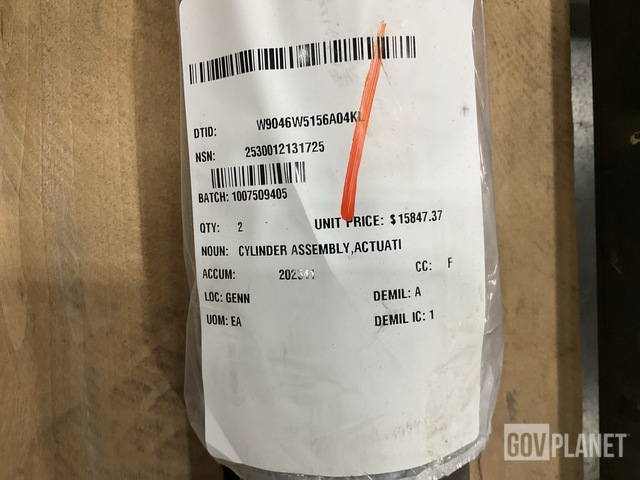 DTID: W9046W5156A04KL
NSN: 2530012131725
BATCH: 1007509405
QTY: 2 UNIT PRICE: $15847.37
NOUN: CYLINDER ASSEMBLY,ACTUATI
ACCUM: CC: F
LOC: GENN DEMIL: A
UOM: EA DEMIL IC: 1
GOVPLANET